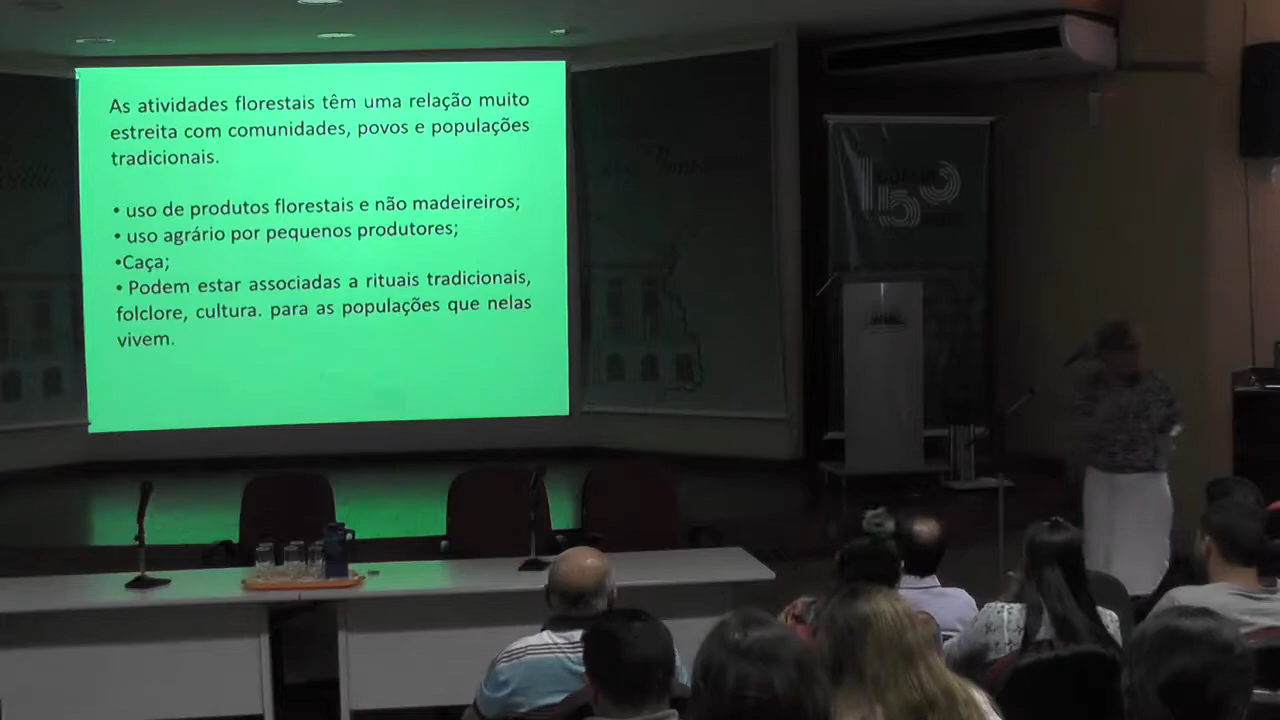 As atividades florestais têm uma relação muito
estreita com comunidades, povos e populações
tradicionais.
• uso de produtos florestais e não madeireiros;
• uso agrário por pequenos produtores;
•Caça;
• Podem estar associadas a rituais tradicionais,
folclore, cultura. para as populações que nelas
vivem.
150